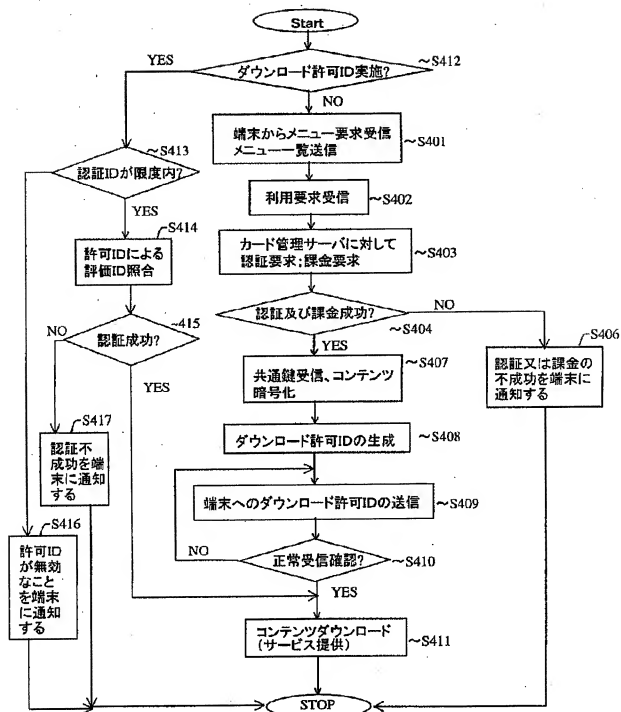 Start
YES
ダウンロード許可ID実施?
~S412
NO
端末からメニュー要求受信
メニュー一覧送信
~S401
~S413
認証IDが限度内?
利用要求受信
~S402
YES
~S414
許可IDによる
評価ID照合
カード管理サーバに対して
認証要求;課金要求
~S403
認証及び課金成功?
NO
~S404
~415
NO
認証成功?
YES
~S407
~S406
認証又は課金の
不成功を端末に
通知する
共通鍵受信、コンテンツ
暗号化
YES
~S417
認証不
成功を端
末に通知
する
ダウンロード許可IDの生成
~S408
端末へのダウンロード許可IDの送信
~S409
~S416
許可ID
が無効
なこと
を端末
に通知
する
NO
正常受信確認?
~S410
YES
コンテンツダウンロード
(サービス提供)
~S411
STOP